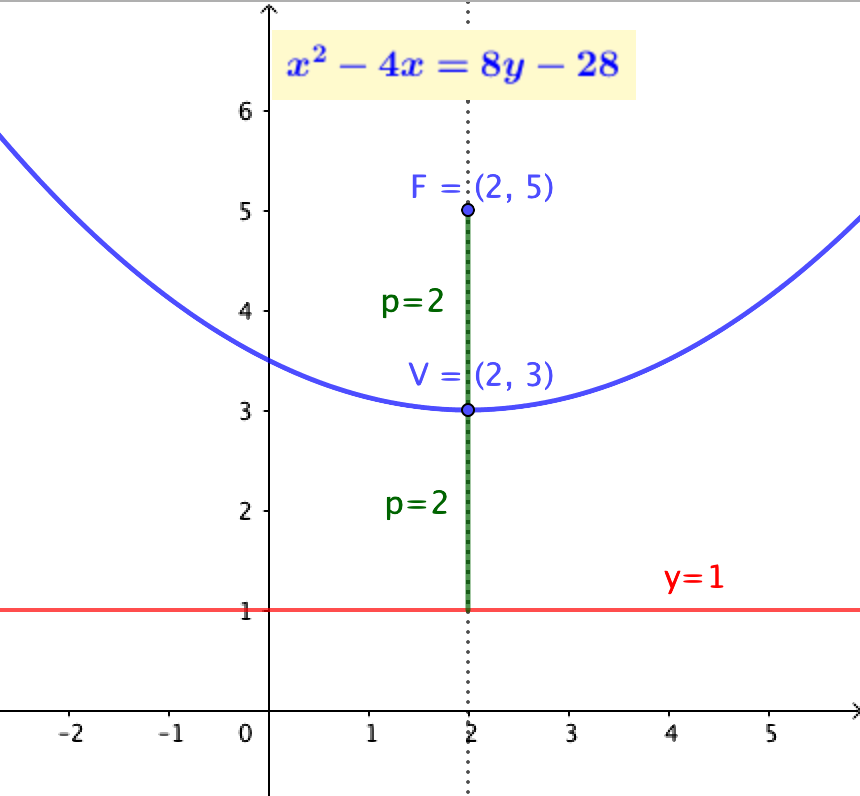 x² − 4x = 8y − 28
6
F = (2, 5)
5
p=2
4
V = (2, 3)
3
p=2
2
y=1
1
-2 -1 0 1 2 3 4 5